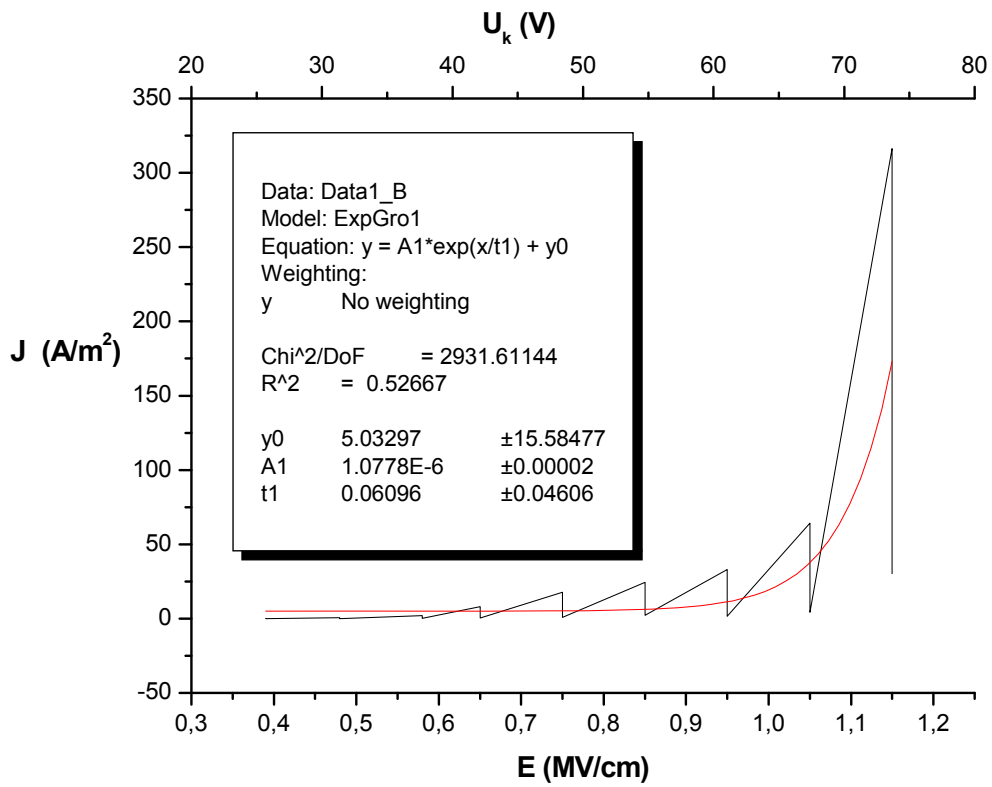 U_k (V)
20 30 40 50 60 70 80
350
300
250
200
150
100
50
0
-50
J (A/m²)
Data: Data1_B
Model: ExpGro1
Equation: y = A1*exp(x/t1) + y0
Weighting:
y No weighting
Chi^2/DoF = 2931.61144
R^2 = 0.52667
y0 5.03297 ±15.58477
A1 1.0778E-6 ±0.00002
t1 0.06096 ±0.04606
0,3 0,4 0,5 0,6 0,7 0,8 0,9 1,0 1,1 1,2
E (MV/cm)